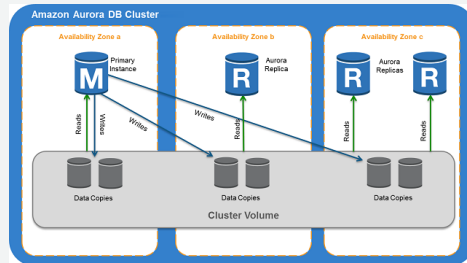 Amazon Aurora DB Cluster
Availability Zone a
Availability Zone b
Availability Zone c
M
Primary
Instance
R
Aurora
Replica
R
Aurora
Replicas
R
Reads
Writes
Writes
Reads
Writes
Reads
Reads
Data Copies
Data Copies
Data Copies
Cluster Volume